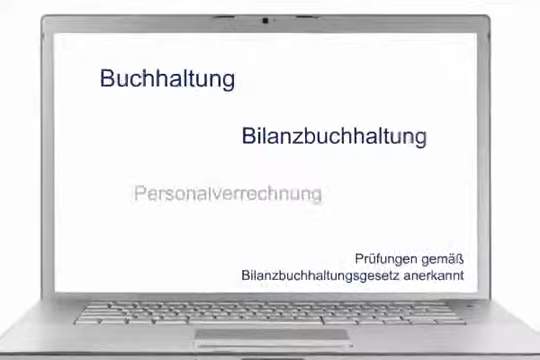 Buchhaltung
Bilanzbuchhaltung
Personalverrechnung
Prüfungen gemäß
Bilanzbuchhaltungsgesetz anerkannt